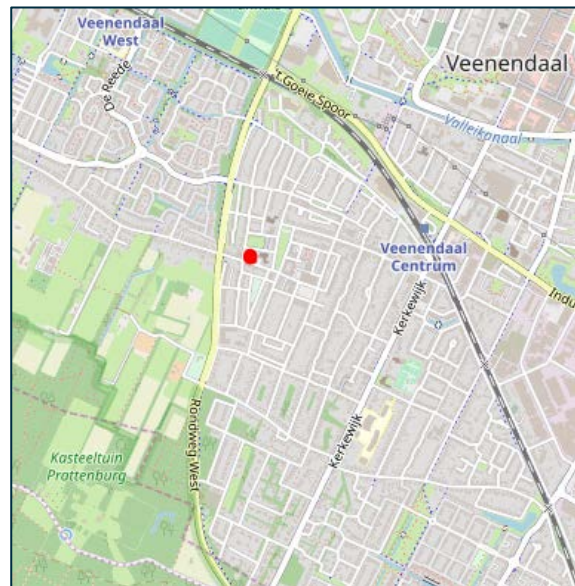 Veenendaal
West
De Reede
't Goeie Spoor
Veenendaal
Valleikanaal
Veenendaal
Centrum
Kerkewijk
Indu
Rondweg-West
Kerkewijk
Kasteeltuin
Prattenburg